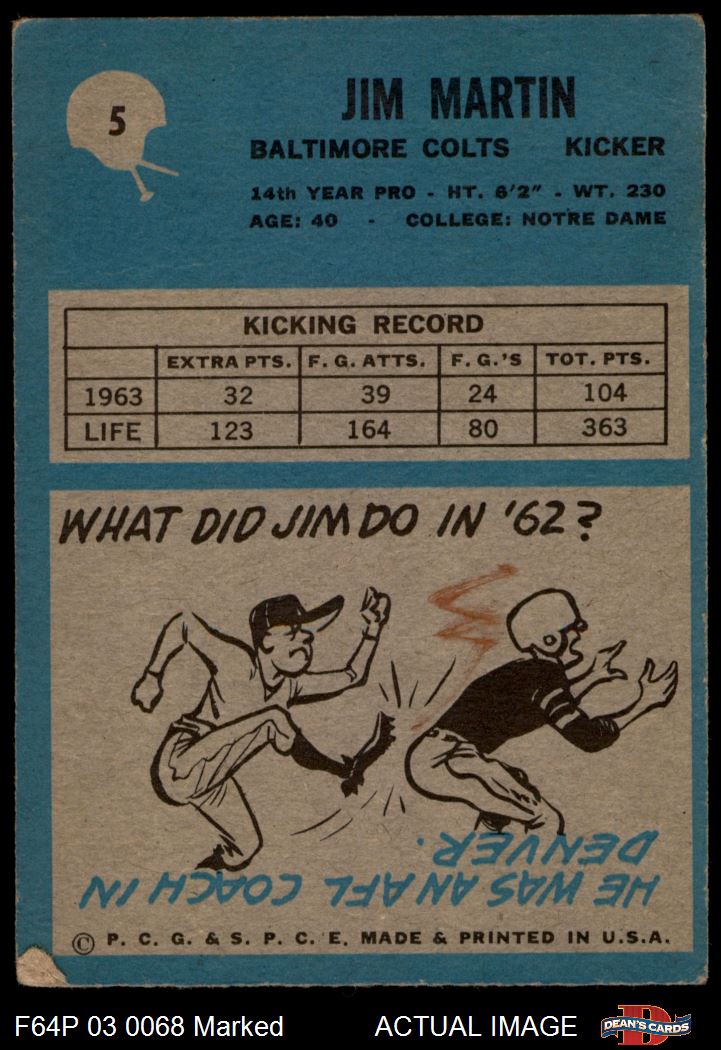 5
JIM MARTIN
BALTIMORE COLTS KICKER
14th YEAR PRO - HT. 6'2" - WT. 230
AGE: 40 - COLLEGE: NOTRE DAME
KICKING RECORD
EXTRA PTS. F. G. ATTS. F. G.'S TOT. PTS.
1963 32 39 24 104
LIFE 123 164 80 363
WHAT DID JIM DO IN '62?
HE WAS AN AFL COACH IN
DENVER.
© P. C. G. & S. P. C. E. MADE & PRINTED IN U.S.A.
F64P 03 0068 Marked ACTUAL IMAGE
D
DEAN'S CARDS